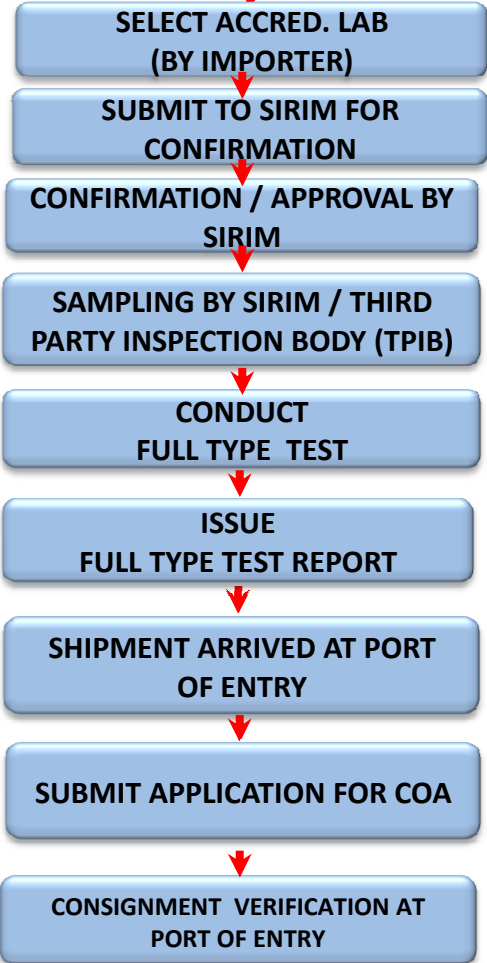 SELECT ACCRED. LAB
(BY IMPORTER)
SUBMIT TO SIRIM FOR
CONFIRMATION
CONFIRMATION / APPROVAL BY
SIRIM
SAMPLING BY SIRIM / THIRD
PARTY INSPECTION BODY (TPIB)
CONDUCT
FULL TYPE TEST
ISSUE
FULL TYPE TEST REPORT
SHIPMENT ARRIVED AT PORT
OF ENTRY
SUBMIT APPLICATION FOR COA
CONSIGNMENT VERIFICATION AT
PORT OF ENTRY